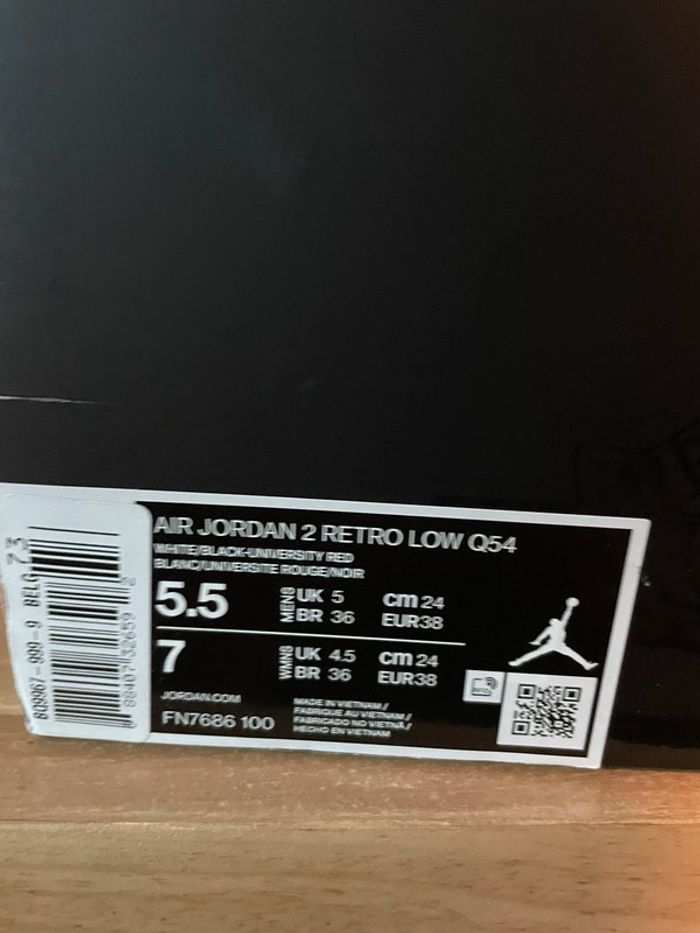 AIR JORDAN 2 RETRO LOW Q54
WHITE/BLACK-UNIVERSITY RED
BLANC/UNIVERSITE ROUGE/NOIR
5.5 MENS UK 5 cm 24
BR 36 EUR38
7 WMNS UK 4.5 cm 24
BR 36 EUR38
JORDAN.COM
FN7686 100
MADE IN VIETNAM /
FABRIQUE AU VIETNAM /
FABRICADO NO VIETNÃ /
HECHO EN VIETNAM
73
BELG